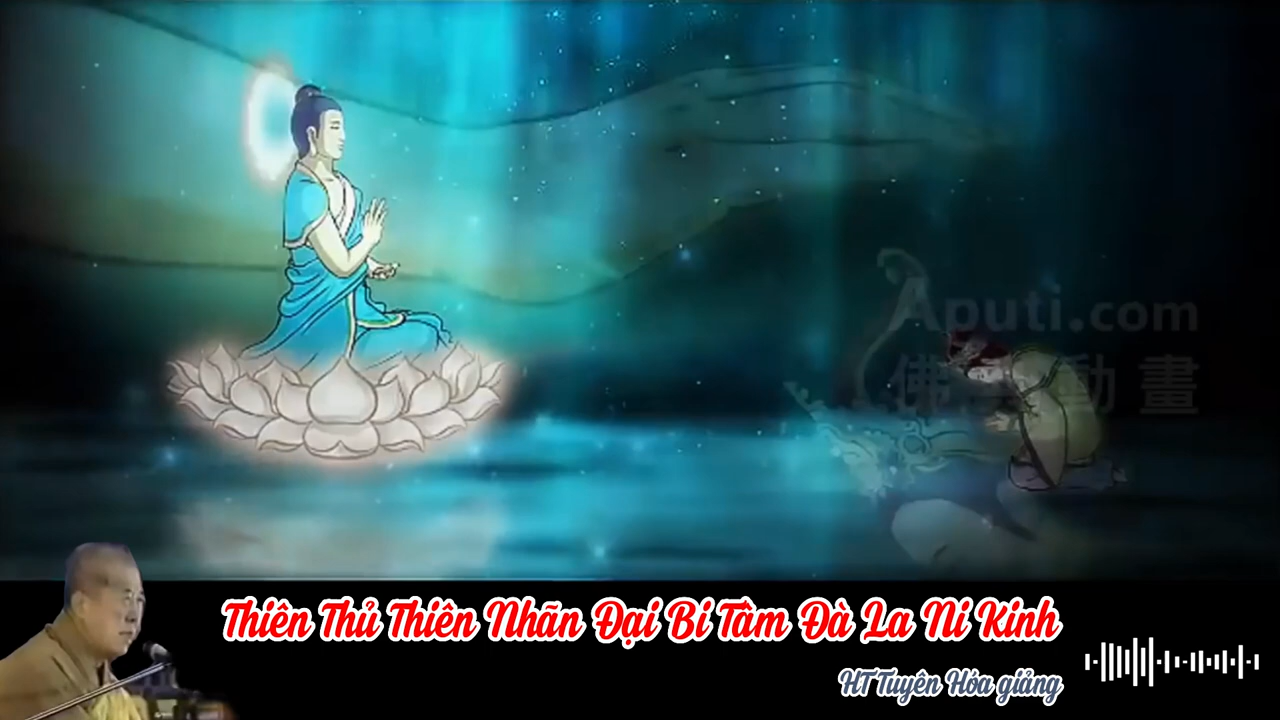 Aputi.com
佛 動 畫
Thiên Thủ Thiên Nhãn Đại Bi Tâm Đà La Ni Kinh
HT Tuyên Hóa giảng